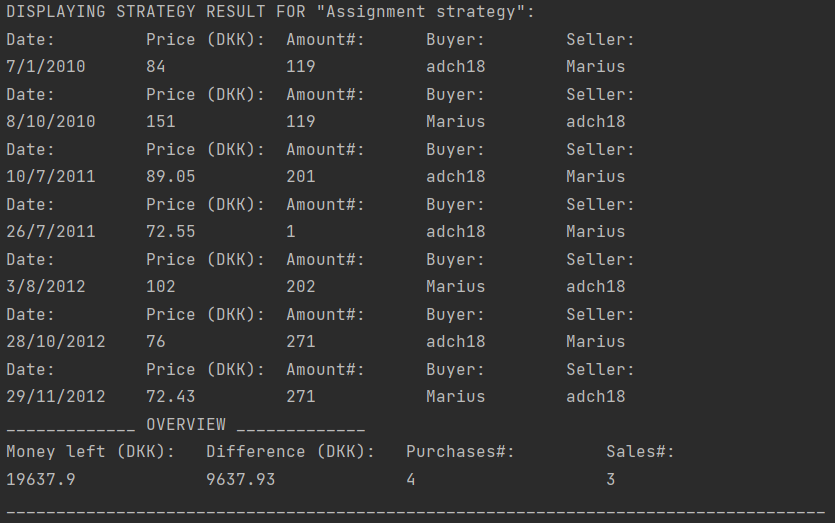 DISPLAYING STRATEGY RESULT FOR "Assignment strategy":
Date: Price (DKK): Amount#: Buyer: Seller:
7/1/2010 84 119 adch18 Marius
Date: Price (DKK): Amount#: Buyer: Seller:
8/10/2010 151 119 Marius adch18
Date: Price (DKK): Amount#: Buyer: Seller:
10/7/2011 89.05 201 adch18 Marius
Date: Price (DKK): Amount#: Buyer: Seller:
26/7/2011 72.55 1 adch18 Marius
Date: Price (DKK): Amount#: Buyer: Seller:
3/8/2012 102 202 Marius adch18
Date: Price (DKK): Amount#: Buyer: Seller:
28/10/2012 76 271 adch18 Marius
Date: Price (DKK): Amount#: Buyer: Seller:
29/11/2012 72.43 271 Marius adch18
_____________ OVERVIEW _____________
Money left (DKK): Difference (DKK): Purchases#: Sales#:
19637.9 9637.93 4 3
__________________________________________________________________________________